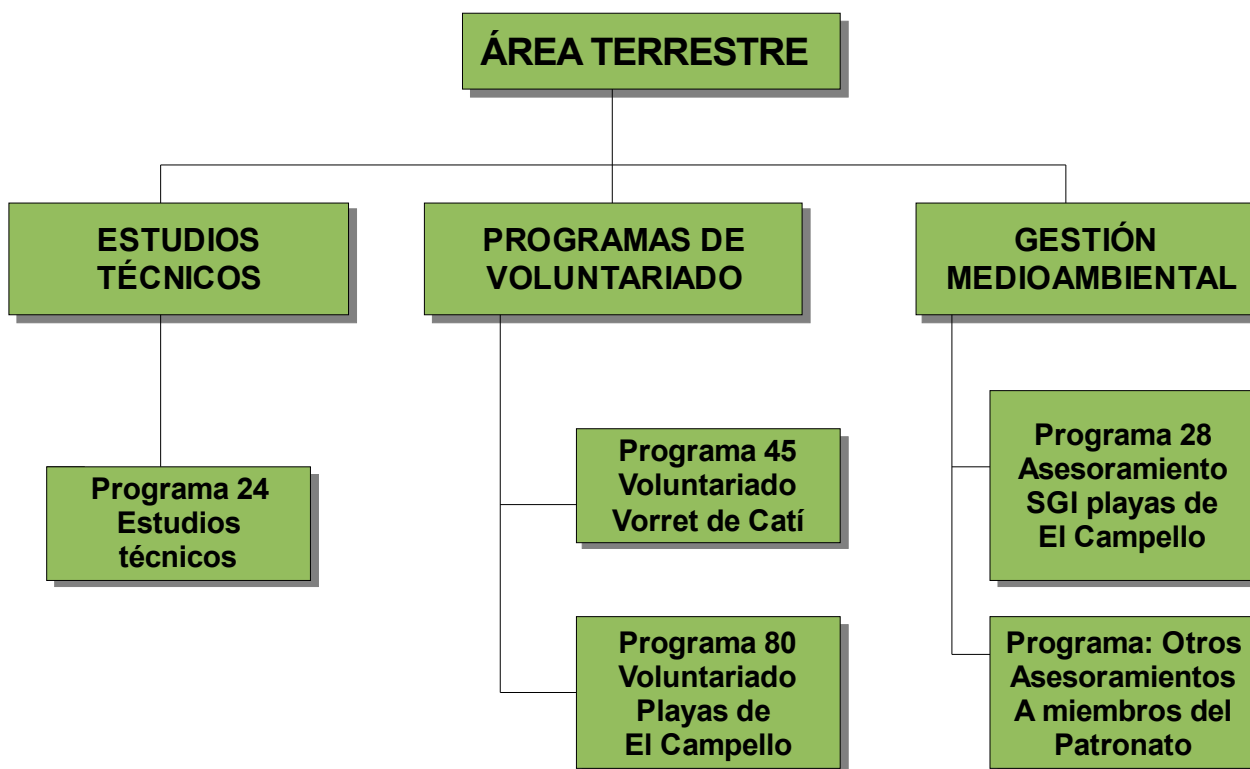 ÁREA TERRESTRE
ESTUDIOS
TÉCNICOS
PROGRAMAS DE
VOLUNTARIADO
GESTIÓN
MEDIOAMBIENTAL
Programa 24
Estudios
técnicos
Programa 45
Voluntariado
Vorret de Catí
Programa 80
Voluntariado
Playas de
El Campello
Programa 28
Asesoramiento
SGI playas de
El Campello
Programa: Otros
Asesoramientos
A miembros del
Patronato